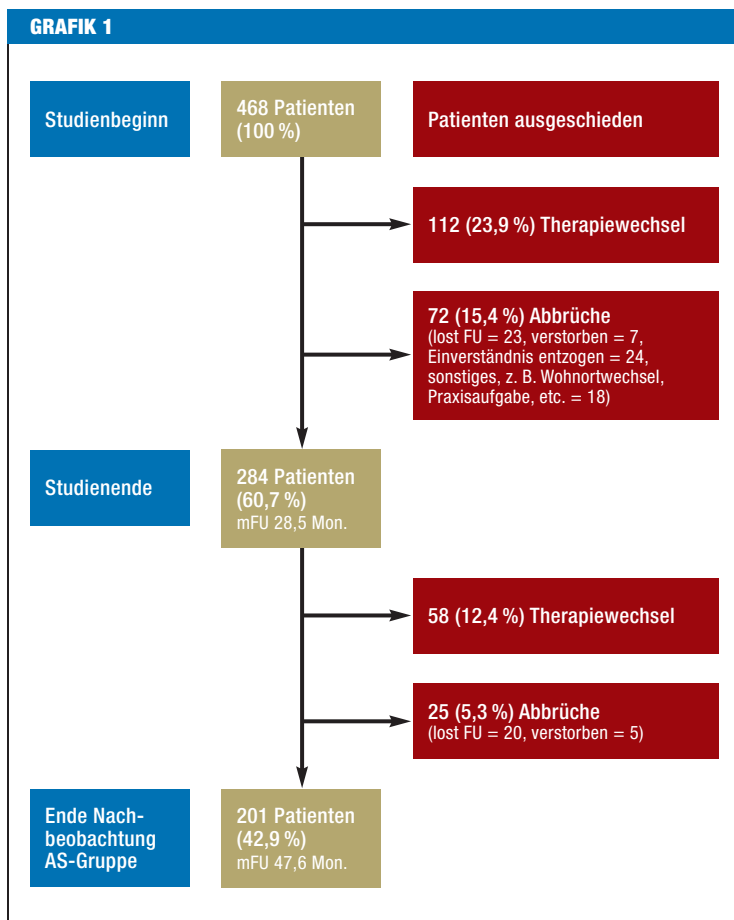 GRAFIK 1
Studienbeginn
468 Patienten
(100 %)
Patienten ausgeschieden
112 (23,9 %) Therapiewechsel
72 (15,4 %) Abbrüche
(lost FU = 23, verstorben = 7,
Einverständnis entzogen = 24,
sonstiges, z. B. Wohnortwechsel,
Praxisaufgabe, etc. = 18)
Studienende
284 Patienten
(60,7 %)
mFU 28,5 Mon.
58 (12,4 %) Therapiewechsel
25 (5,3 %) Abbrüche
(lost FU = 20, verstorben = 5)
Ende Nach-
beobachtung
AS-Gruppe
201 Patienten
(42,9 %)
mFU 47,6 Mon.